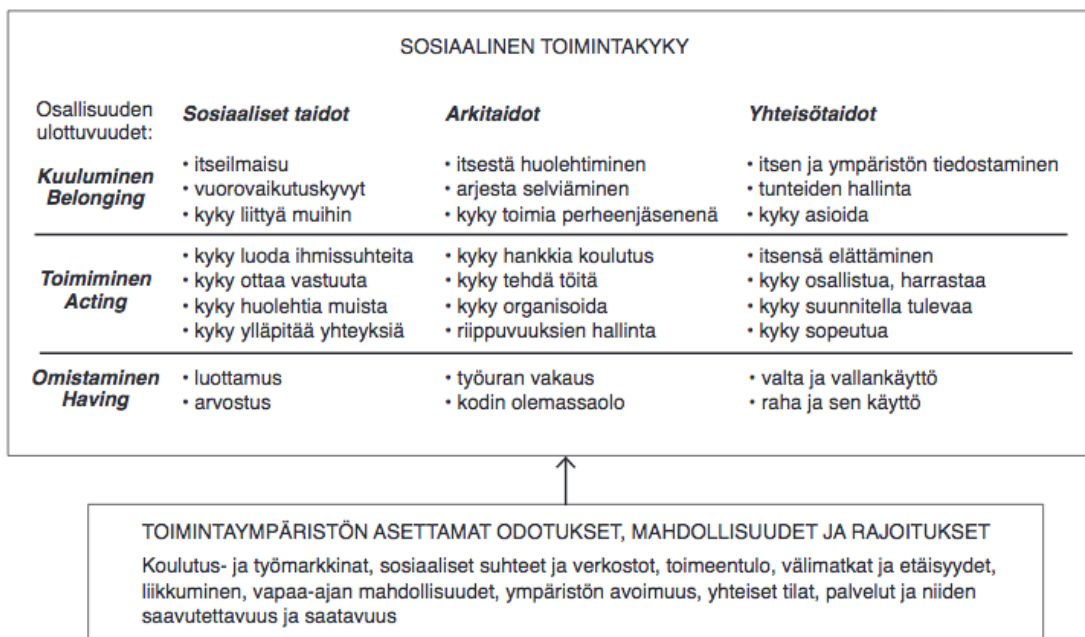 SOSIAALINEN TOIMINTAKYKY
Osallisuuden ulottuvuudet:
Sosiaaliset taidot
Arkitaidot
Yhteisötaidot
Kuuluminen
Belonging
• itseilmaisu
• vuorovaikutuskyvyt
• kyky liittyä muihin
• itsestä huolehtiminen
• arjesta selviäminen
• kyky toimia perheenjäsenenä
• itsen ja ympäristön tiedostaminen
• tunteiden hallinta
• kyky asioida
Toimiminen
Acting
• kyky luoda ihmissuhteita
• kyky ottaa vastuuta
• kyky huolehtia muista
• kyky ylläpitää yhteyksiä
• kyky hankkia koulutus
• kyky tehdä töitä
• kyky organisoida
• riippuvuuksien hallinta
• itsensä elättäminen
• kyky osallistua, harrastaa
• kyky suunnitella tulevaa
• kyky sopeutua
Omistaminen
Having
• luottamus
• arvostus
• työuran vakaus
• kodin olemassaolo
• valta ja vallankäyttö
• raha ja sen käyttö
TOIMINTAYMPÄRISTÖN ASETTAMAT ODOTUKSET, MAHDOLLISUUDET JA RAJOITUKSET
Koulutus- ja työmarkkinat, sosiaaliset suhteet ja verkostot, toimeentulo, välimatkat ja etäisyydet,
liikkuminen, vapaa-ajan mahdollisuudet, ympäristön avoimuus, yhteiset tilat, palvelut ja niiden
saavutettavuus ja saatavuus